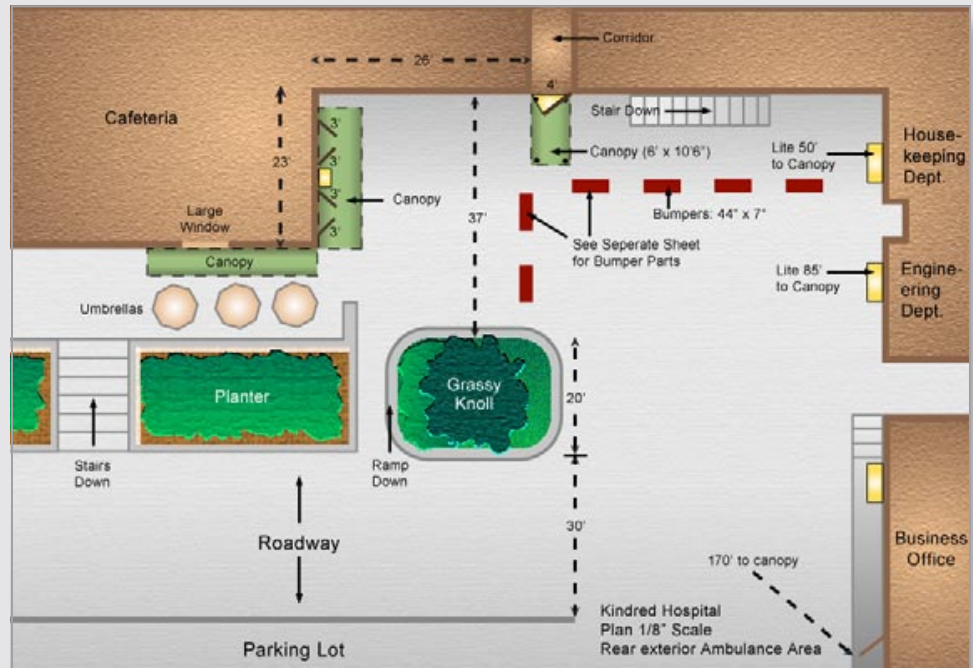 Corridor
26'
4'
Cafeteria
Stair Down
3'
3'
3'
3'
23'
Canopy (6' x 10'6")
Lite 50'
to Canopy
House-
keeping
Dept.
Canopy
37'
Bumpers: 44" x 7"
Large
Window
See Seperate Sheet
for Bumper Parts
Canopy
Lite 85'
to Canopy
Engine-
ering
Dept.
Umbrellas
Planter
Grassy
Knoll
20'
Stairs
Down
Ramp
Down
30'
Roadway
Business
Office
170' to canopy
Kindred Hospital
Plan 1/8" Scale
Rear exterior Ambulance Area
Parking Lot